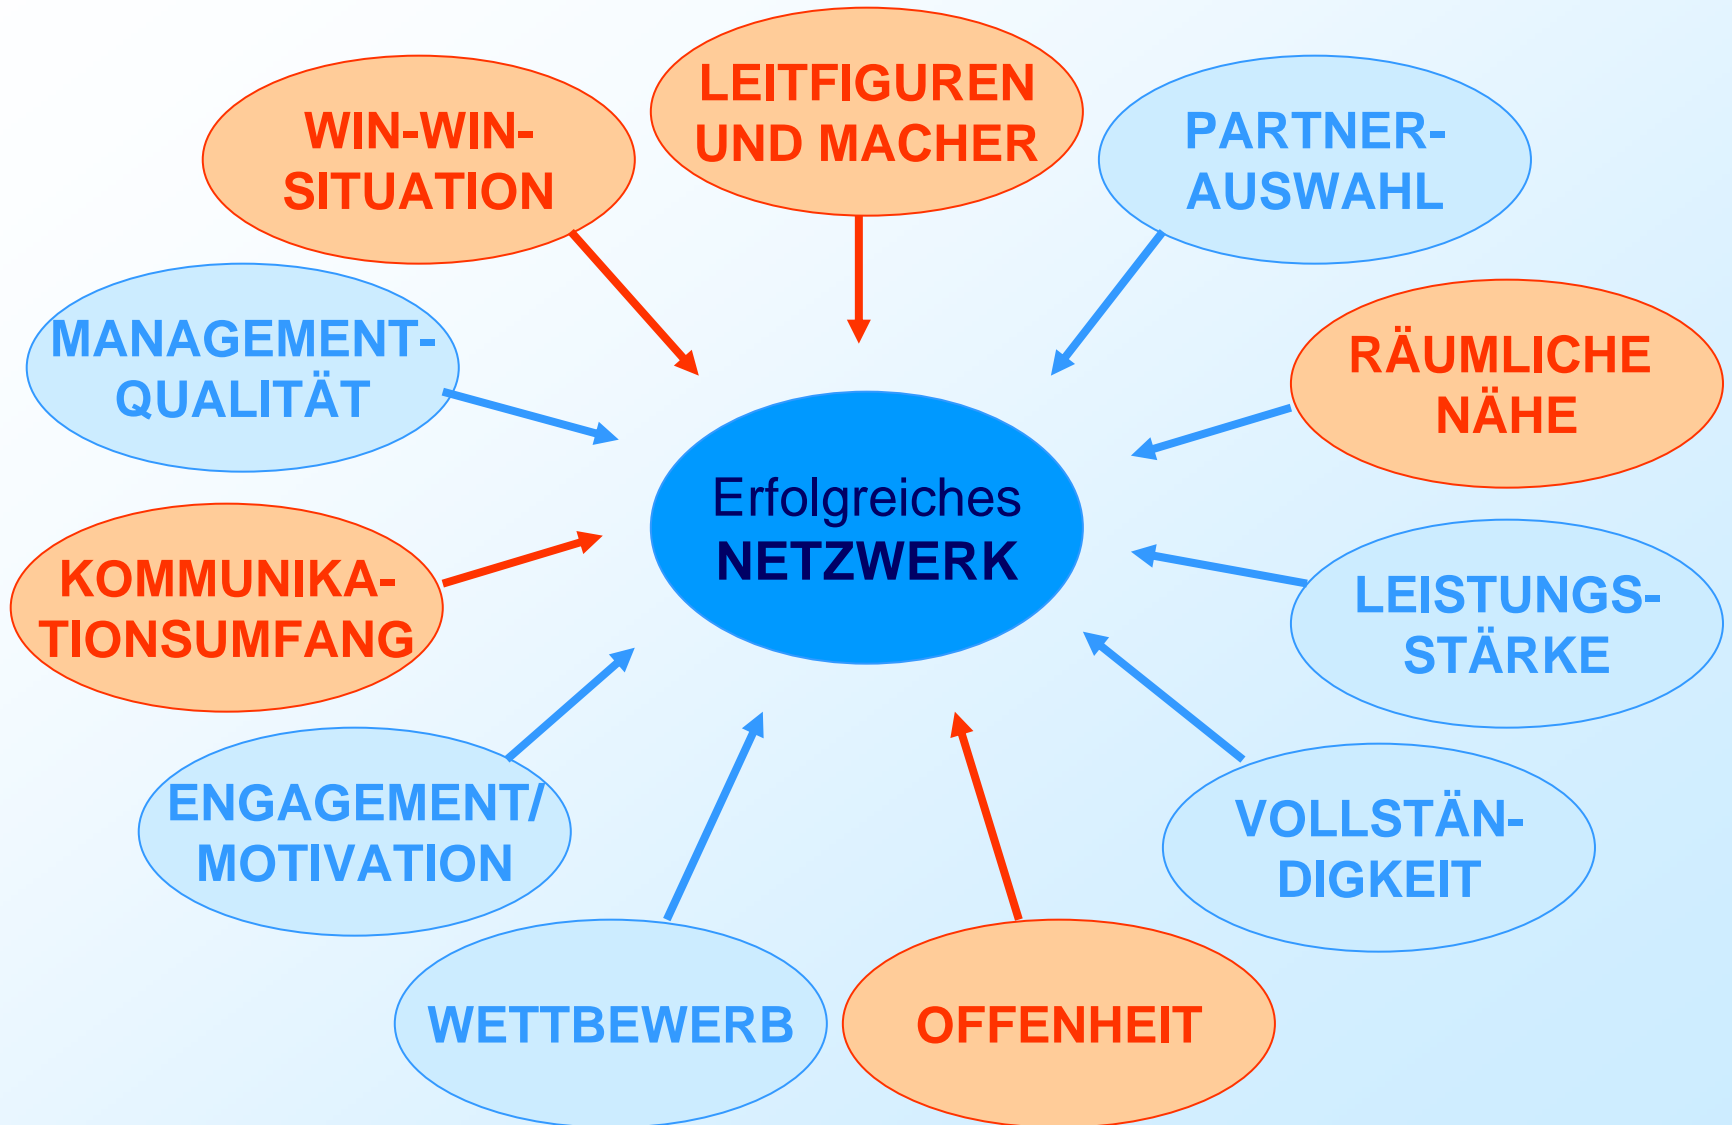 LEITFIGUREN
UND MACHER
WIN-WIN-
SITUATION
PARTNER-
AUSWAHL
MANAGEMENT-
QUALITÄT
RÄUMLICHE
NÄHE
Erfolgreiches
NETZWERK
KOMMUNIKA-
TIONSUMFANG
LEISTUNGS-
STÄRKE
ENGAGEMENT/
MOTIVATION
VOLLSTÄN-
DIGKEIT
WETTBEWERB
OFFENHEIT